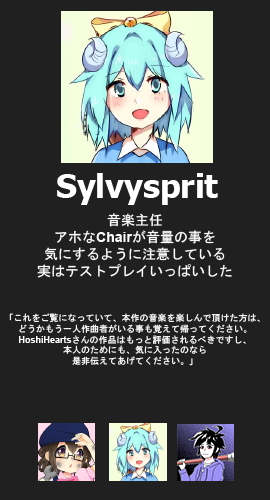 Sylvysprit
音楽主任
アホなChairが音量の事を
気にするように注意している
実はテストプレイいっぱいした
「これをご覧になっていて、本作の音楽を楽しんで頂けた方は、
どうかもう一人作曲者がいる事も覚えて帰ってください。
HoshiHeartsさんの作品はもっと評価されるべきですし、
本人のためにも、気に入ったのなら
是非伝えてあげてください。」